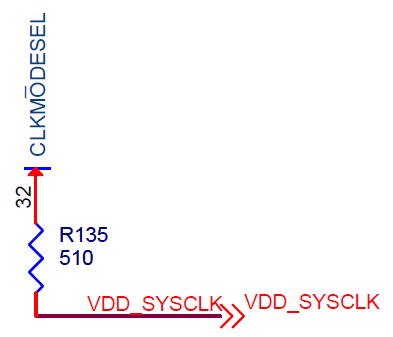 CLKMODESEL
32
R135
510
VDD_SYSCLK
VDD_SYSCLK